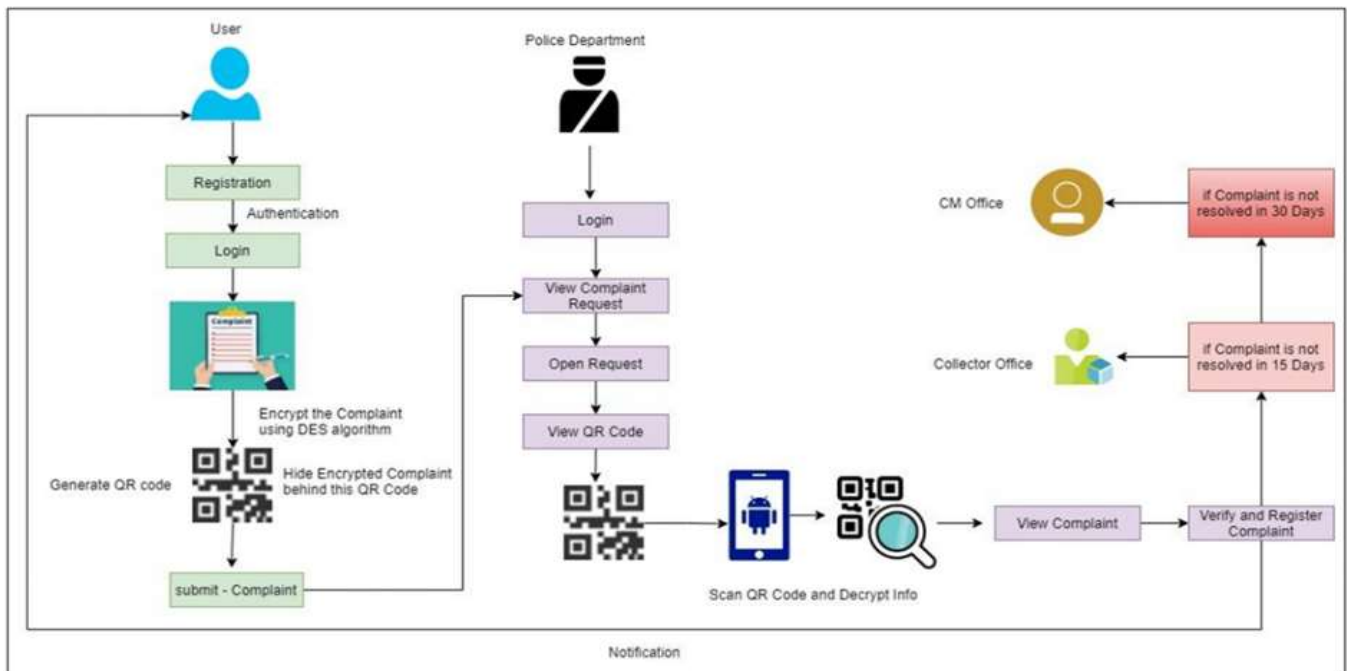 User
Police Department
Registration
Authentication
Login
Complaint
Encrypt the Complaint
using DES algorithm
Generate QR code
Hide Encrypted Complaint
behind this QR Code
submit - Complaint
Login
View Complaint
Request
Open Request
View QR Code
Scan QR Code and Decrypt Info
View Complaint
Verify and Register
Complaint
CM Office
if Complaint is not
resolved in 30 Days
Collector Office
if Complaint is not
resolved in 15 Days
Notification